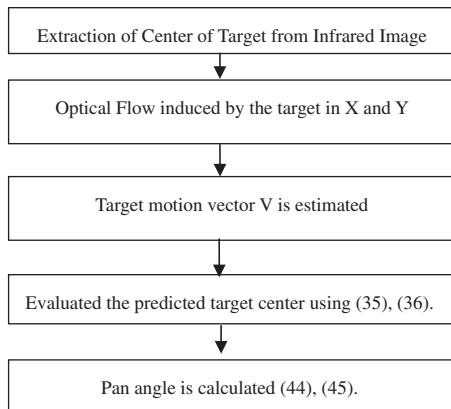 Extraction of Center of Target from Infrared Image
Optical Flow induced by the target in X and Y
Target motion vector V is estimated
Evaluated the predicted target center using (35), (36).
Pan angle is calculated (44), (45).